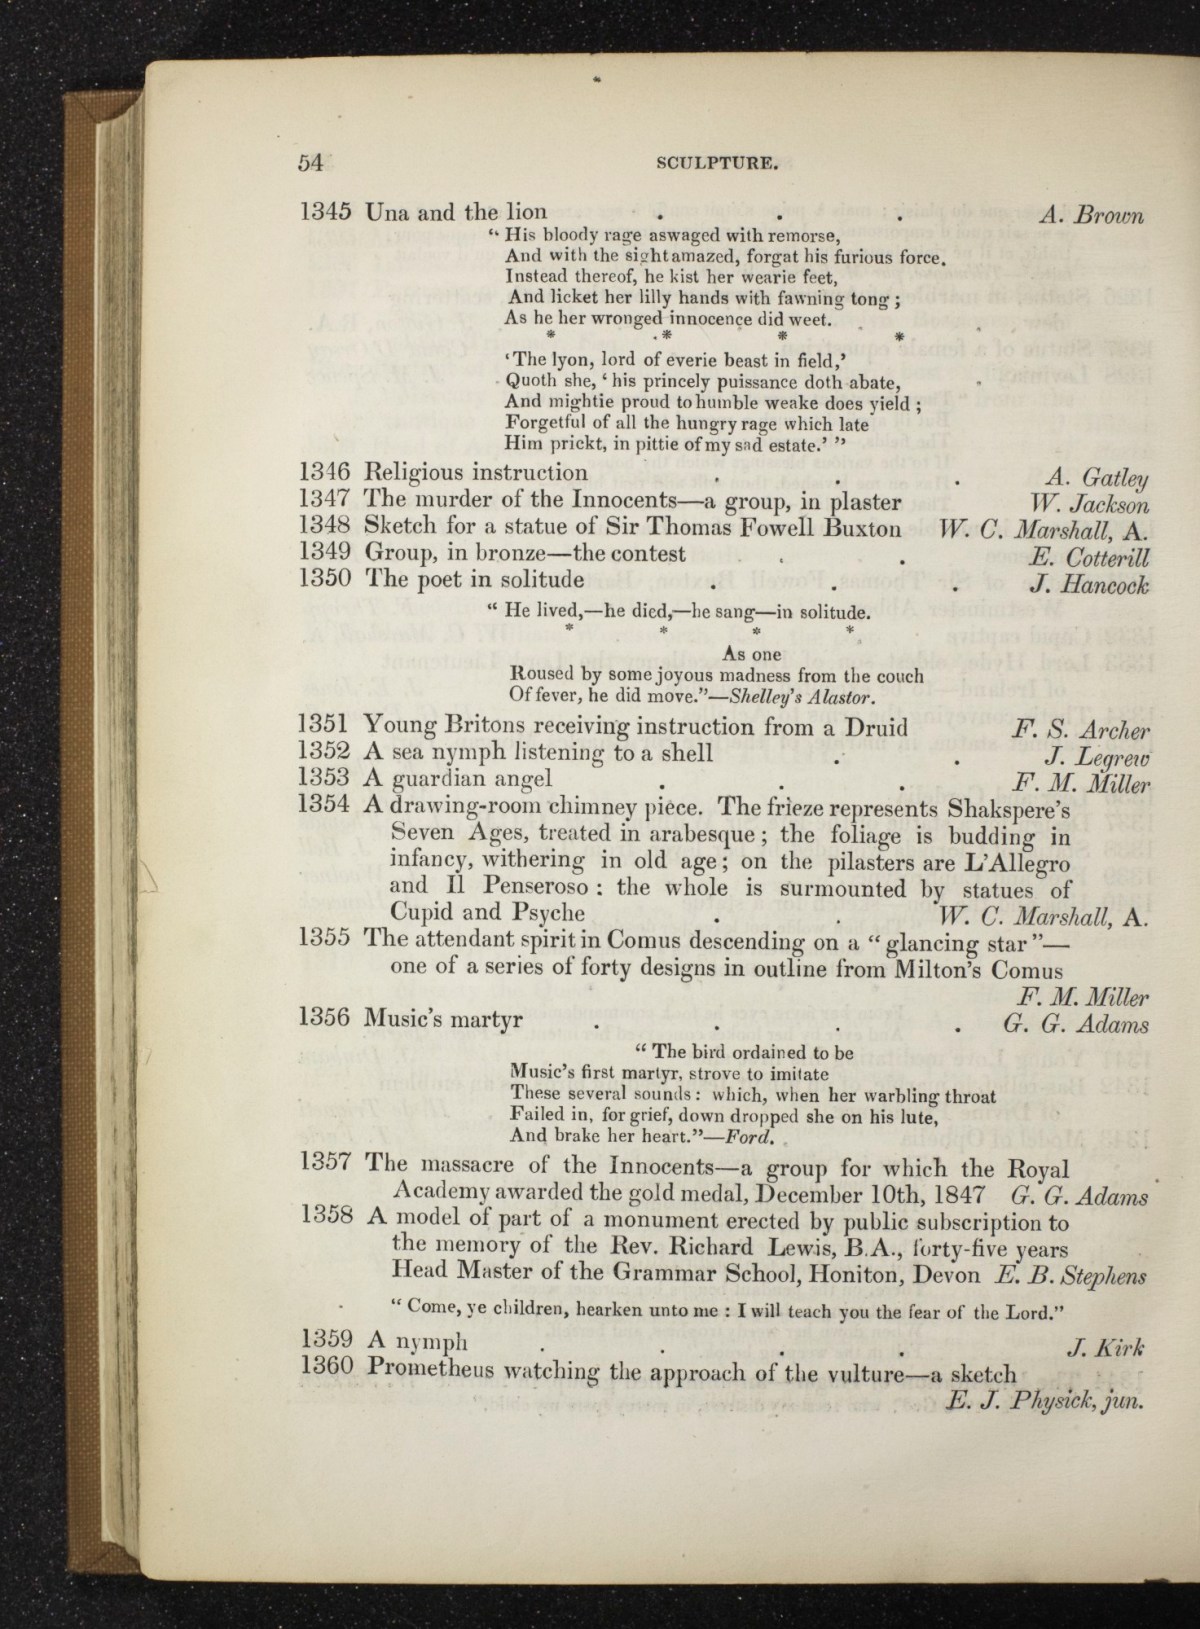 54 SCULPTURE.
1345 Una and the lion . . . A. Brown
“ His bloody rage aswaged with remorse,
And with the sight amazed, forgat his furious force.
Instead thereof, he kist her wearie feet,
And licket her lilly hands with fawning tong ;
As he her wronged innocence did weet.
* * * *
‘The lyon, lord of everie beast in field,’
Quoth she, ‘ his princely puissance doth abate,
And mightie proud to humble weake does yield ;
Forgetful of all the hungry rage which late
Him prickt, in pittie of my sad estate.’ ”
1346 Religious instruction . . . A. Gatley
1347 The murder of the Innocents—a group, in plaster W. Jackson
1348 Sketch for a statue of Sir Thomas Fowell Buxton W. C. Marshall, A.
1349 Group, in bronze—the contest . . E. Cotterill
1350 The poet in solitude . . . J. Hancock
“ He lived,—he died,—he sang—in solitude.
* * * *
As one
Roused by some joyous madness from the couch
Of fever, he did move.”—Shelley's Alastor.
1351 Young Britons receiving instruction from a Druid F. S. Archer
1352 A sea nymph listening to a shell . . J. Legrew
1353 A guardian angel . . . F. M. Miller
1354 A drawing-room chimney piece. The frieze represents Shakspere's
Seven Ages, treated in arabesque ; the foliage is budding in
infancy, withering in old age ; on the pilasters are L'Allegro
and Il Penseroso : the whole is surmounted by statues of
Cupid and Psyche . . W. C. Marshall, A.
1355 The attendant spirit in Comus descending on a “ glancing star ”—
one of a series of forty designs in outline from Milton's Comus
F. M. Miller
1356 Music's martyr . . . . G. G. Adams
“ The bird ordained to be
Music's first martyr, strove to imitate
These several sounds : which, when her warbling throat
Failed in, for grief, down dropped she on his lute,
And brake her heart.”—Ford.
1357 The massacre of the Innocents—a group for which the Royal
Academy awarded the gold medal, December 10th, 1847 G. G. Adams
1358 A model of part of a monument erected by public subscription to
the memory of the Rev. Richard Lewis, B.A., forty-five years
Head Master of the Grammar School, Honiton, Devon E. B. Stephens
“ Come, ye children, hearken unto me : I will teach you the fear of the Lord.”
1359 A nymph . . . . J. Kirk
1360 Prometheus watching the approach of the vulture—a sketch
E. J. Physick, jun.